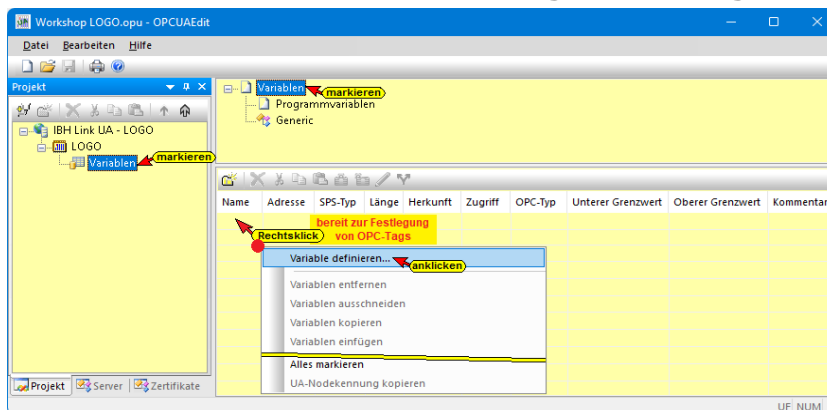 Workshop LOGO.opu - OPCUAEdit
Datei Bearbeiten Hilfe
Projekt
IBH Link UA - LOGO
LOGO
Variablen
markieren
Variablen
markieren
Programmvariablen
Generic
Name Adresse SPS-Typ Länge Herkunft Zugriff OPC-Typ Unterer Grenzwert Oberer Grenzwert Kommentar
bereit zur Festlegung
von OPC-Tags
Rechtsklick
Variable definieren...
anklicken
Variablen entfernen
Variablen ausschneiden
Variablen kopieren
Variablen einfügen
Alles markieren
UA-Nodekennung kopieren
Projekt Server Zertifikate
UF NUM